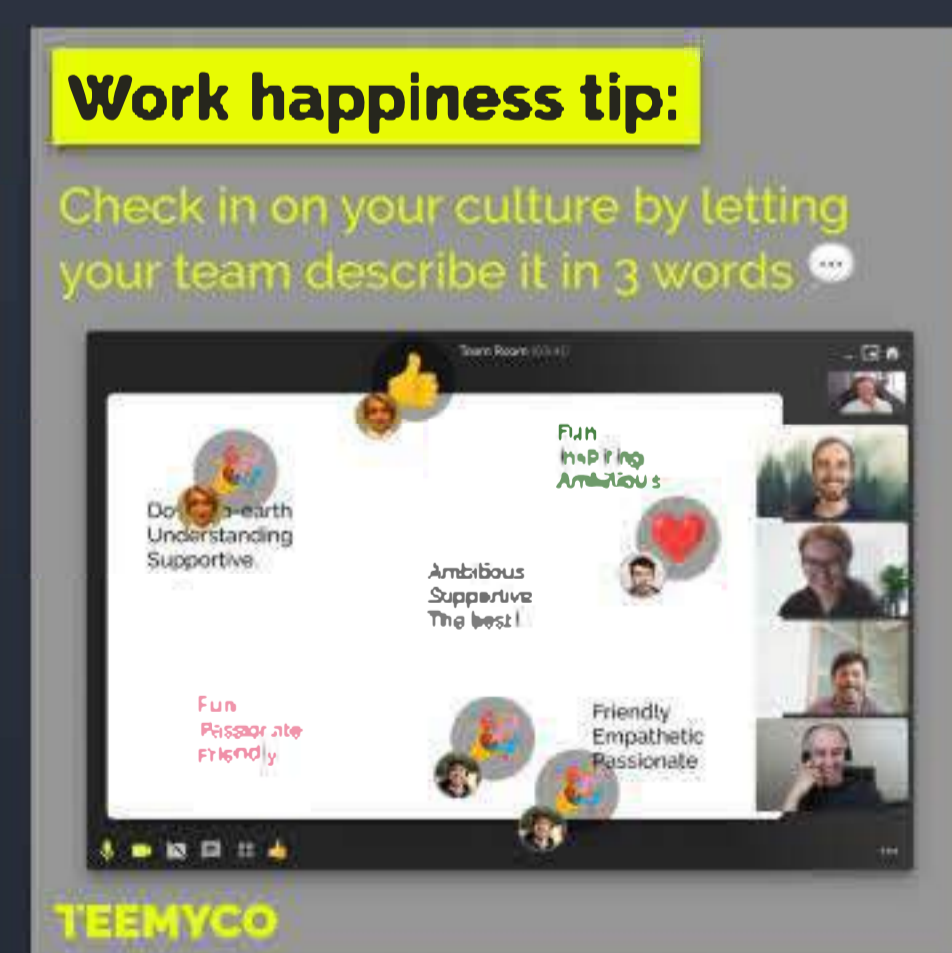 Work happiness tip:
Check in on your culture by letting
your team describe it in 3 words
Team Room
Fun
Inspiring
Ambitious
Understanding
Supportive
Ambitious
Supportive
The best!
Fun
Passionate
Friendly
Friendly
Empathetic
Passionate
TEEMYCO